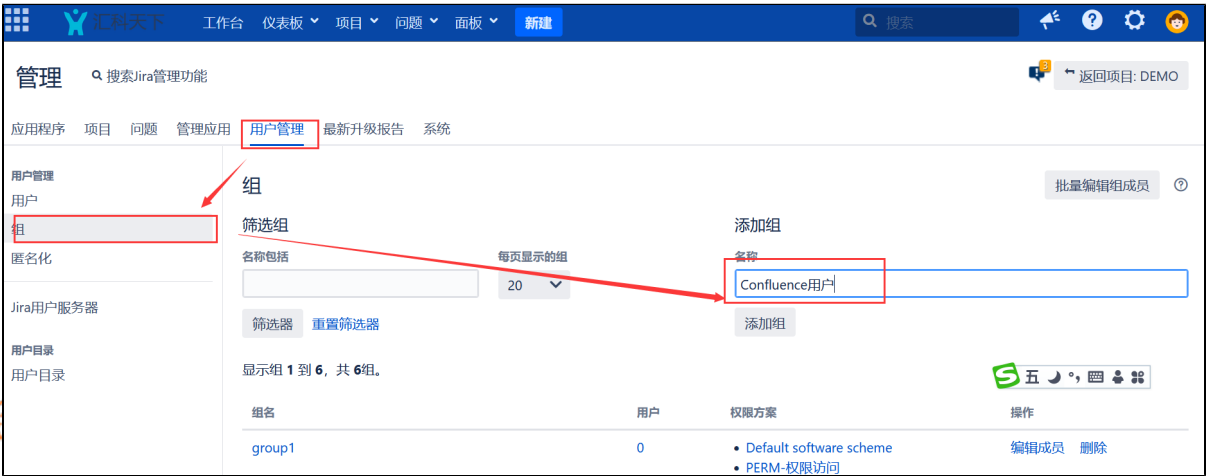 汇科天下 工作台 仪表板 项目 问题 面板 新建 搜索
管理 搜索Jira管理功能 3 返回项目: DEMO
应用程序 项目 问题 管理应用 用户管理 最新升级报告 系统
用户管理
用户
组
匿名化
Jira用户服务器
用户目录
用户目录
组 批量编辑组成员
筛选组 添加组
名称包括 每页显示的组 名称
20 Confluence用户
筛选器 重置筛选器 添加组
显示组 1 到 6，共 6组。
五
组名 用户 权限方案 操作
group1 0 • Default software scheme 编辑成员 删除
• PERM-权限访问